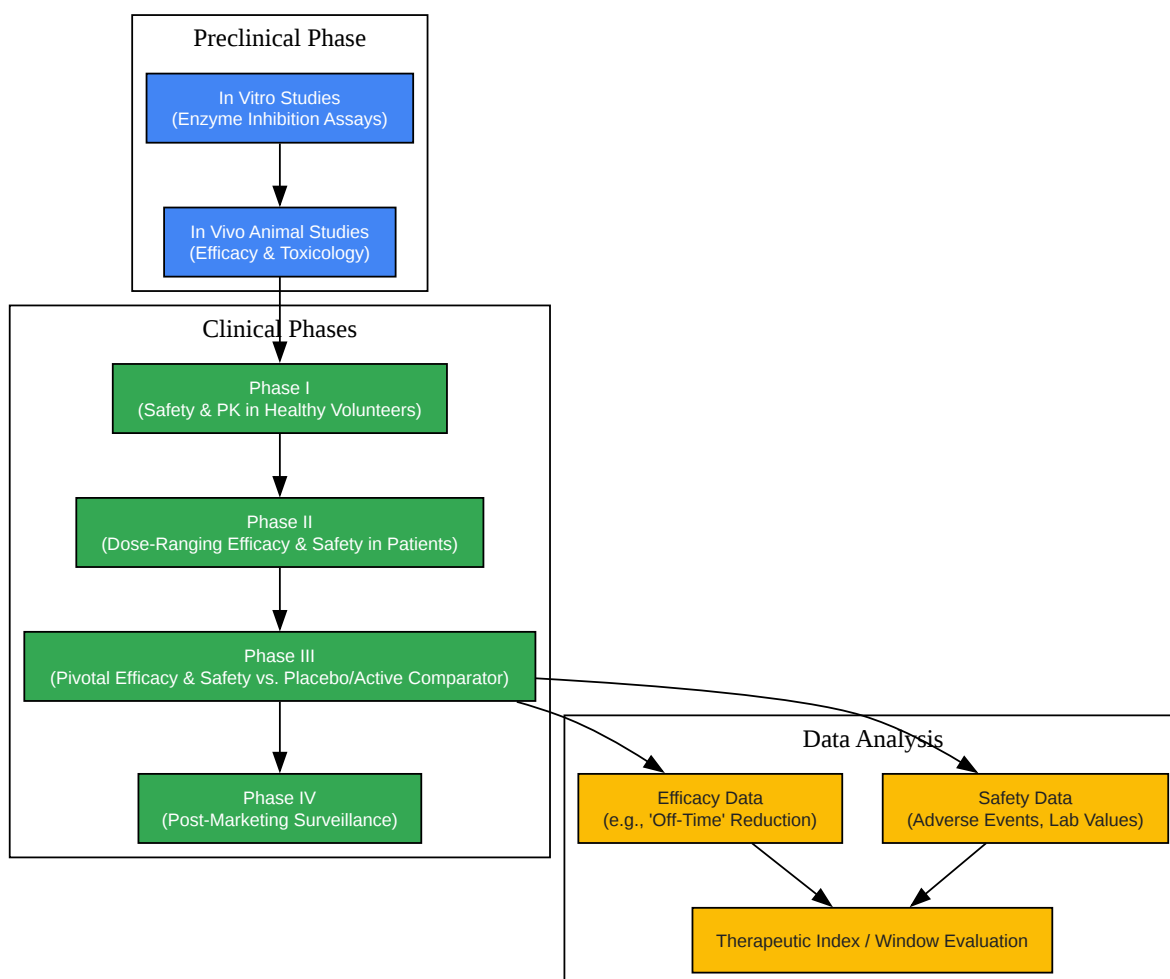 Preclinical Phase
In Vitro Studies
(Enzyme Inhibition Assays)
In Vivo Animal Studies
(Efficacy & Toxicology)
Clinical Phases
Phase I
(Safety & PK in Healthy Volunteers)
Phase II
(Dose-Ranging Efficacy & Safety in Patients)
Phase III
(Pivotal Efficacy & Safety vs. Placebo/Active Comparator)
Phase IV
(Post-Marketing Surveillance)
Data Analysis
Efficacy Data
(e.g., 'Off-Time' Reduction)
Safety Data
(Adverse Events, Lab Values)
Therapeutic Index / Window Evaluation